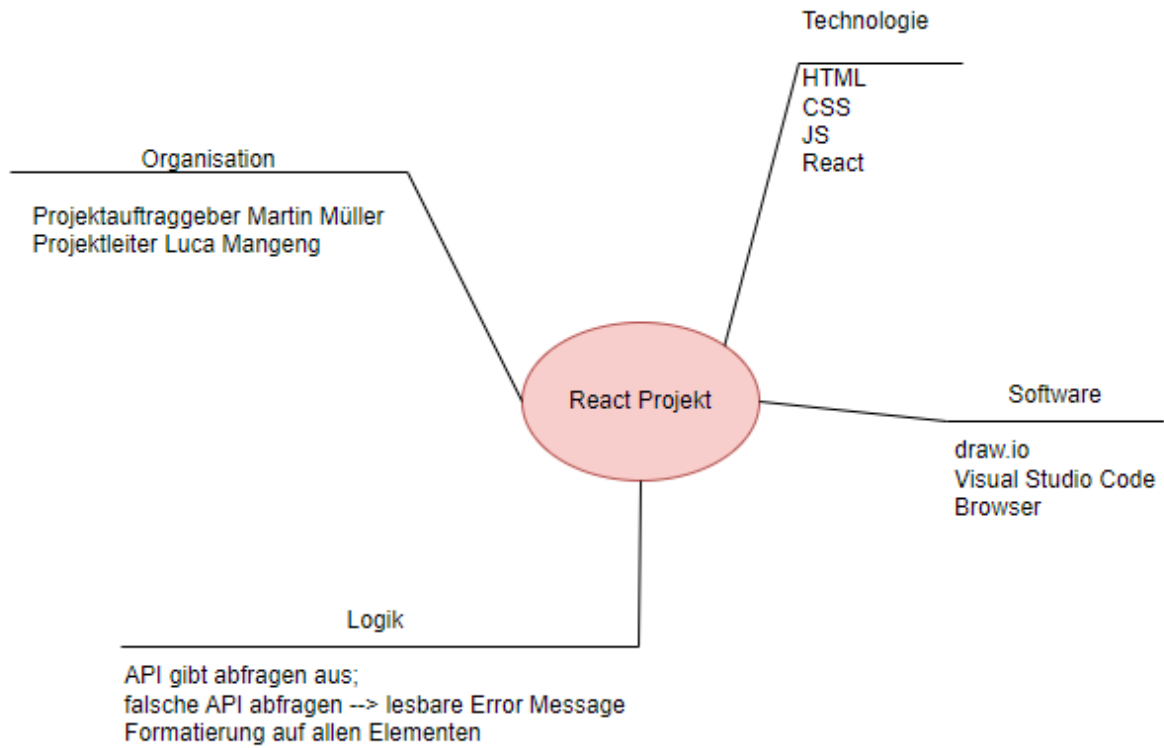 Technologie
HTML
CSS
JS
React
Organisation
Projektauftraggeber Martin Müller
Projektleiter Luca Mangeng
React Projekt
Software
draw.io
Visual Studio Code
Browser
Logik
API gibt abfragen aus;
falsche API abfragen --> lesbare Error Message
Formatierung auf allen Elementen